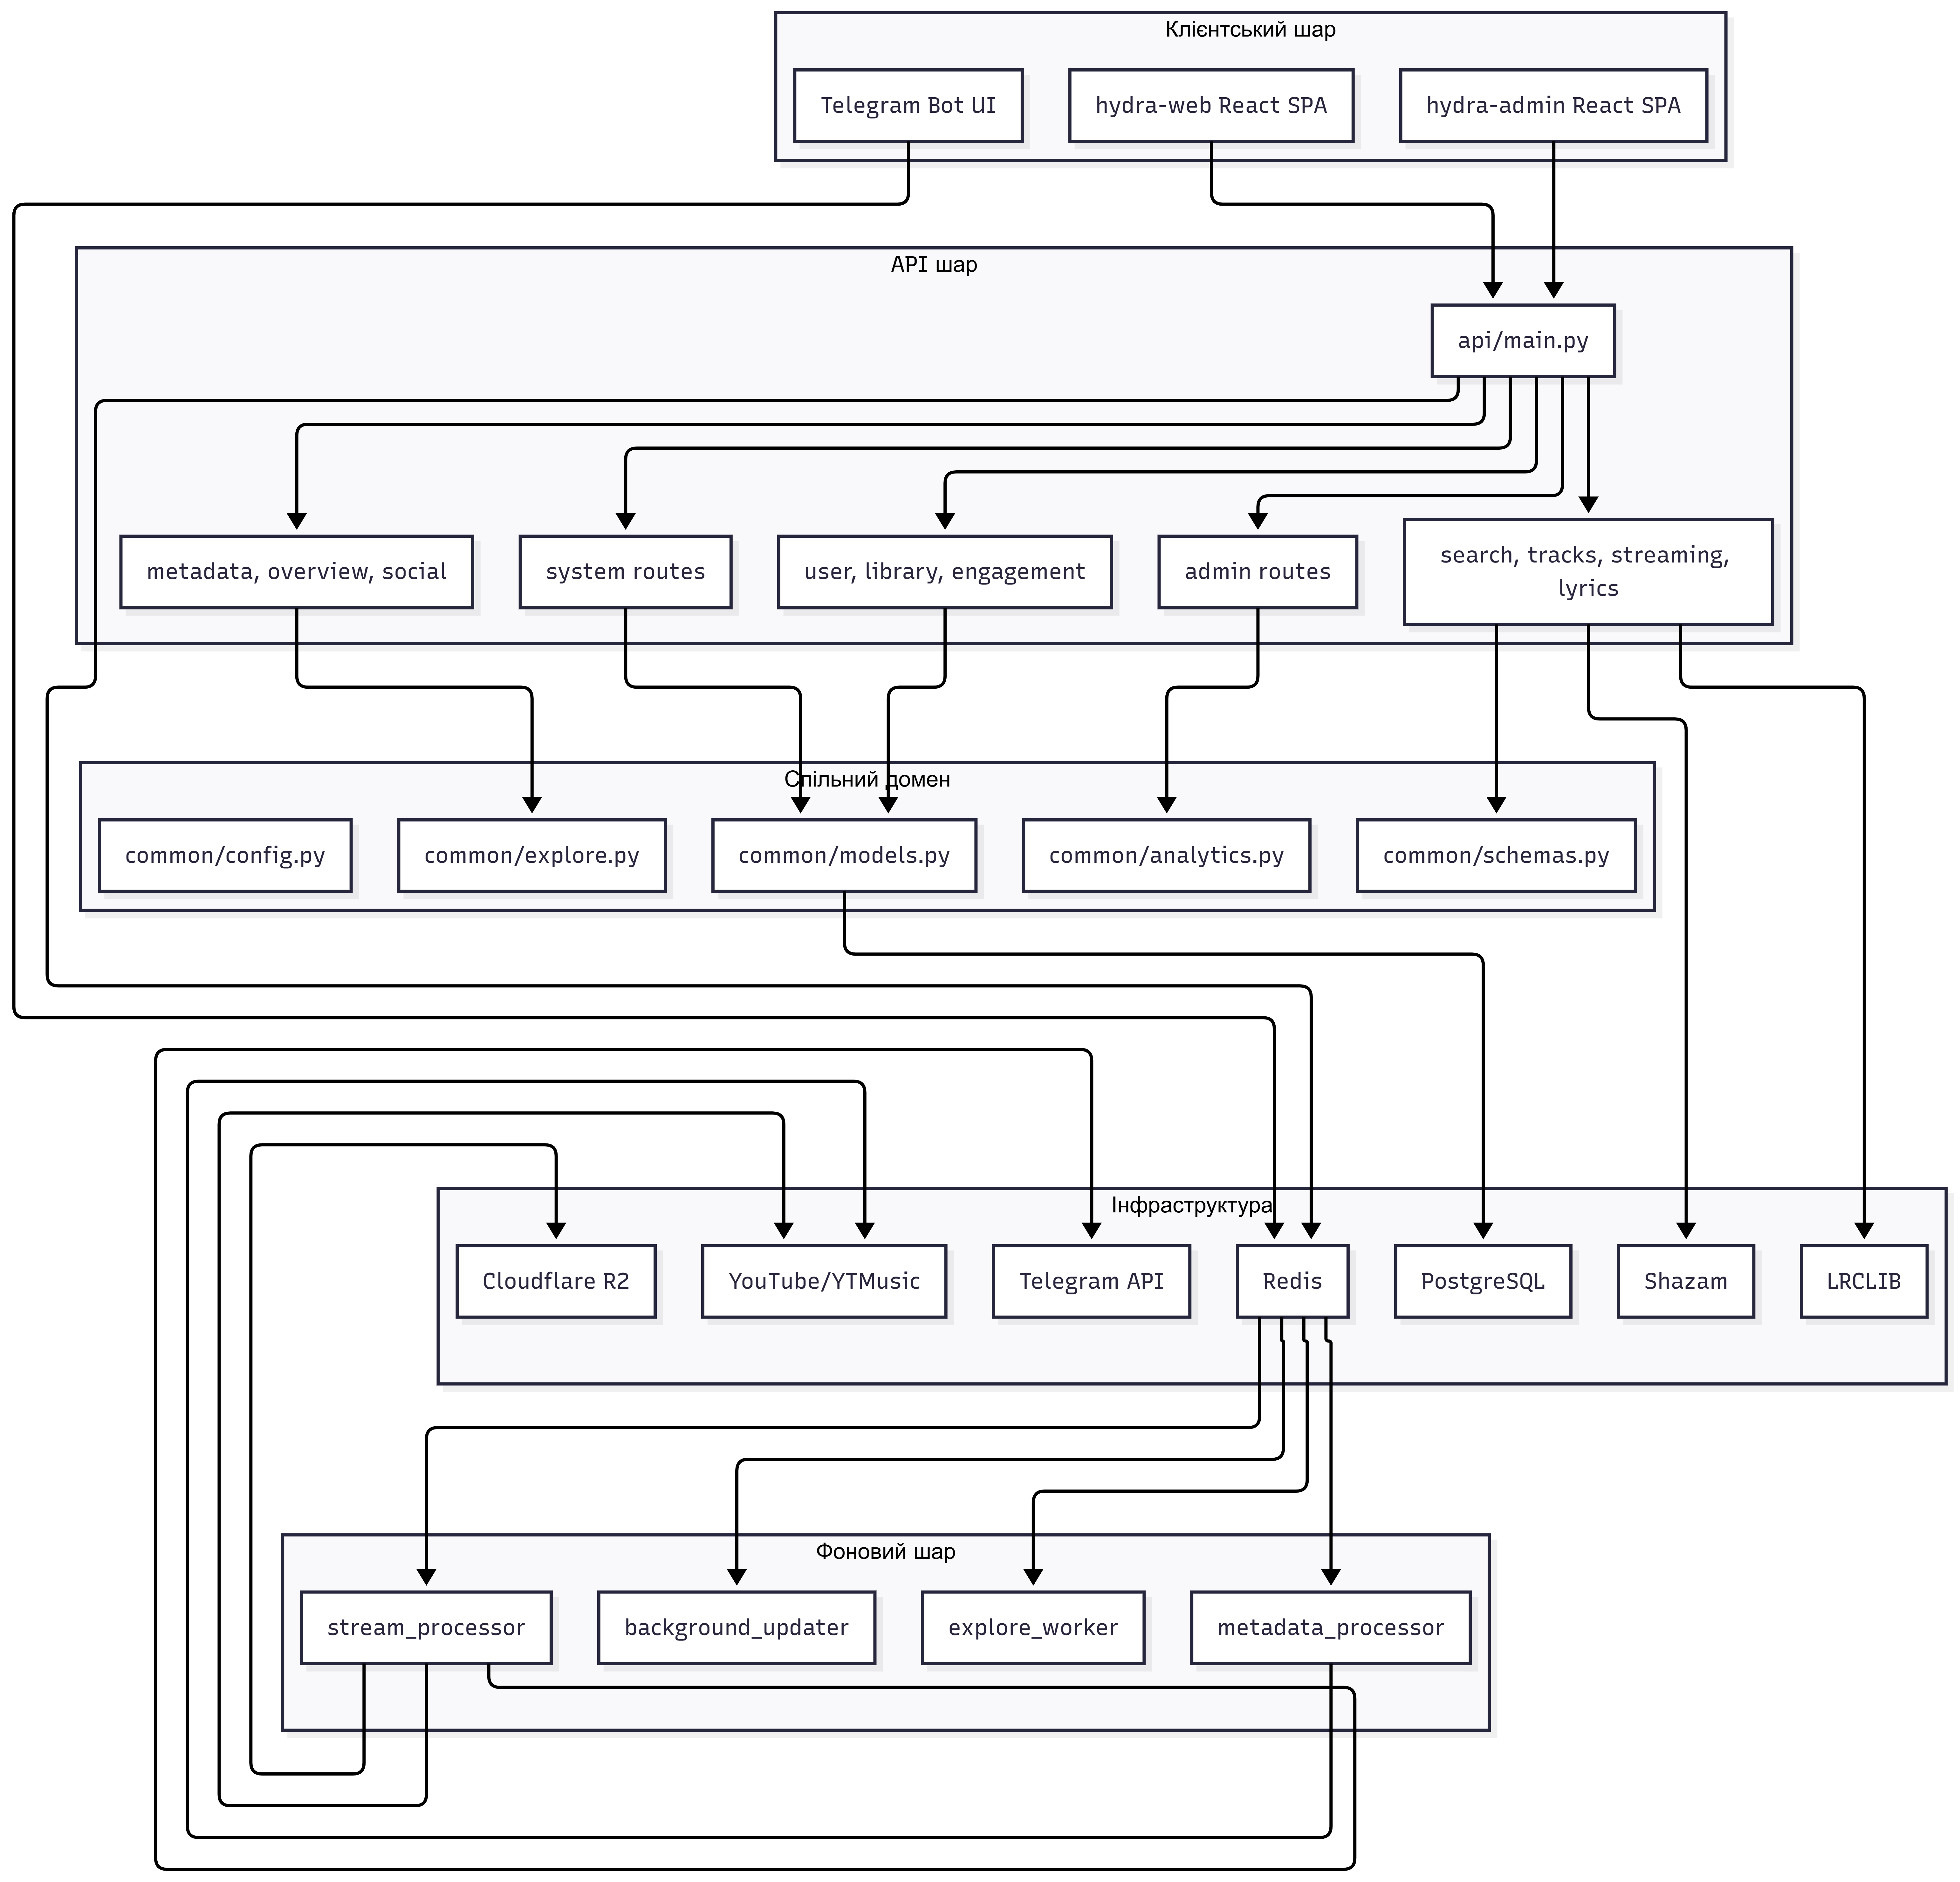 Клієнтський шар
Telegram Bot UI
hydra-web React SPA
hydra-admin React SPA
API шар
api/main.py
metadata, overview, social
system routes
user, library, engagement
admin routes
search, tracks, streaming,
lyrics
Спільний домен
common/config.py
common/explore.py
common/models.py
common/analytics.py
common/schemas.py
Інфраструктура
Cloudflare R2
YouTube/YTMusic
Telegram API
Redis
PostgreSQL
Shazam
LRCLIB
Фоновий шар
stream_processor
background_updater
explore_worker
metadata_processor